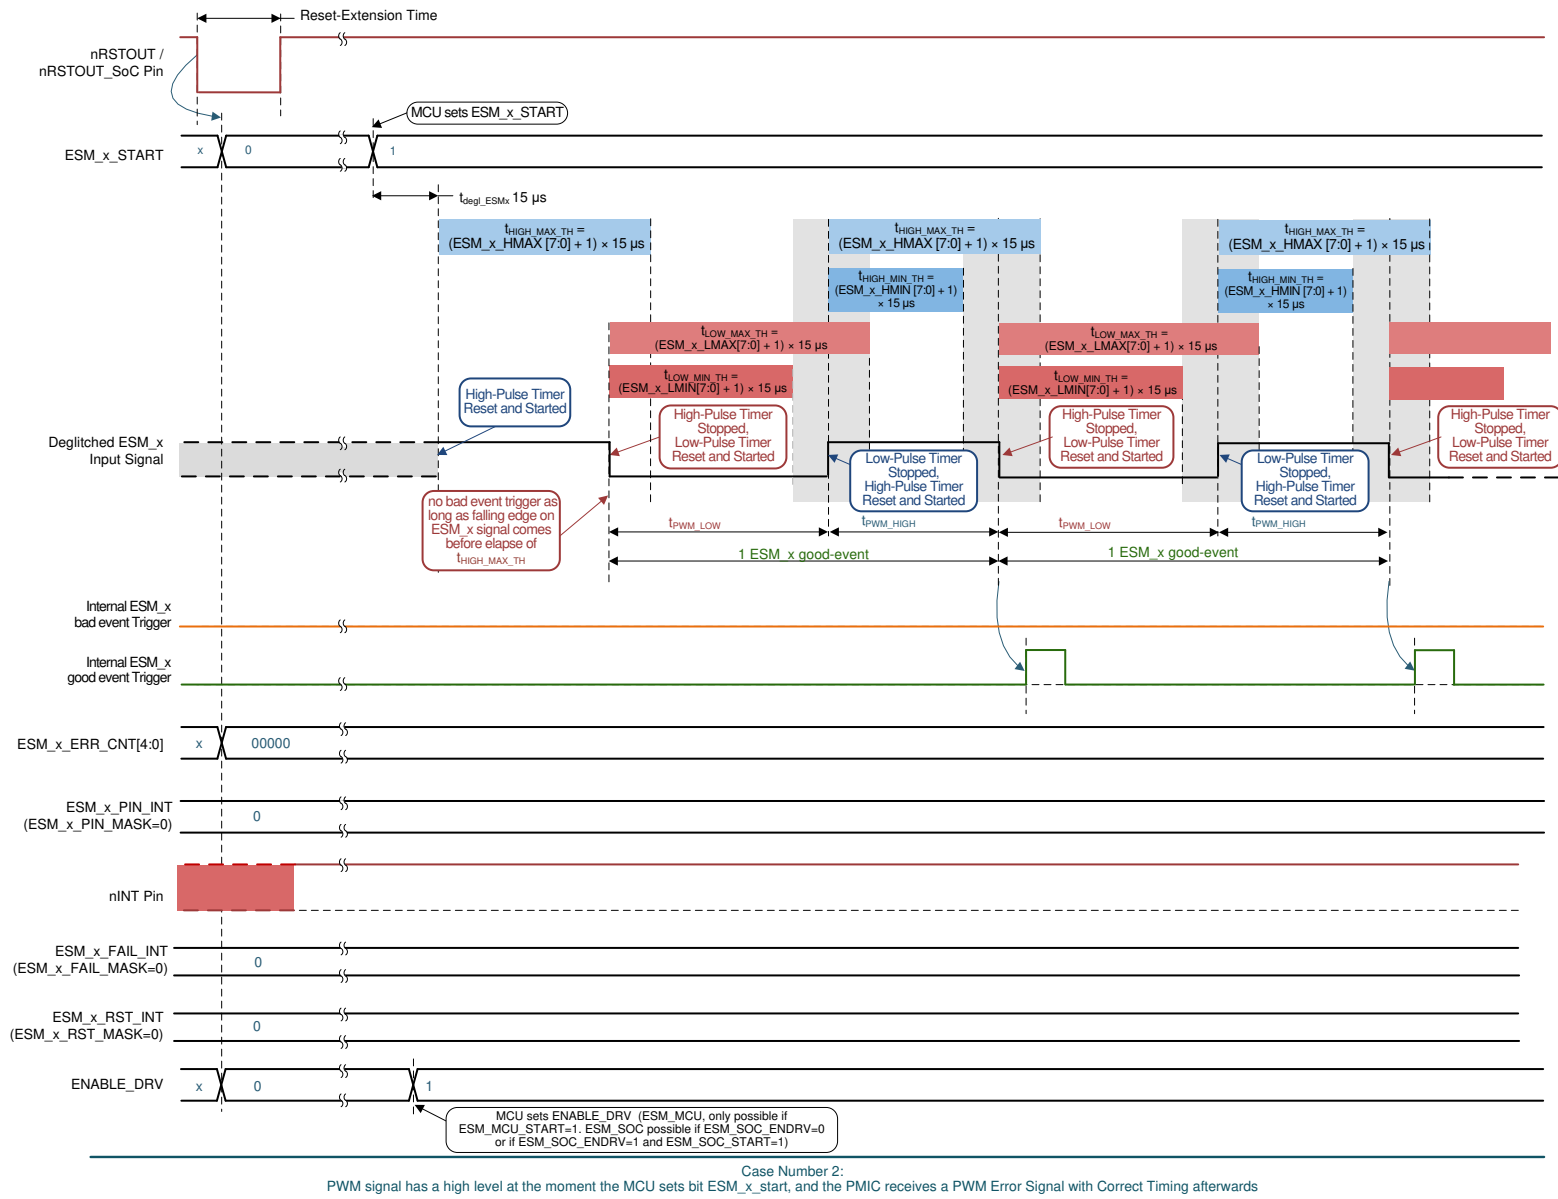 Reset-Extension Time
nRSTOUT /
nRSTOUT_SoC Pin
MCU sets ESM_x_START
ESM_x_START
x
0
1
tdegl_ESMx 15 µs
tHIGH_MAX_TH =
(ESM_x_HMAX [7:0] + 1) × 15 µs
tHIGH_MAX_TH =
(ESM_x_HMAX [7:0] + 1) × 15 µs
tHIGH_MAX_TH =
(ESM_x_HMAX [7:0] + 1) × 15 µs
tHIGH_MIN_TH =
(ESM_x_HMIN [7:0] + 1)
× 15 µs
tHIGH_MIN_TH =
(ESM_x_HMIN [7:0] + 1)
× 15 µs
tLOW_MAX_TH =
(ESM_x_LMAX[7:0] + 1) × 15 µs
tLOW_MAX_TH =
(ESM_x_LMAX[7:0] + 1) × 15 µs
tLOW_MIN_TH =
(ESM_x_LMIN[7:0] + 1) × 15 µs
tLOW_MIN_TH =
(ESM_x_LMIN[7:0] + 1) × 15 µs
High-Pulse Timer
Reset and Started
High-Pulse Timer
Stopped,
Low-Pulse Timer
Reset and Started
High-Pulse Timer
Stopped,
Low-Pulse Timer
Reset and Started
High-Pulse Timer
Stopped,
Low-Pulse Timer
Reset and Started
Deglitched ESM_x
Input Signal
Low-Pulse Timer
Stopped,
High-Pulse Timer
Reset and Started
Low-Pulse Timer
Stopped,
High-Pulse Timer
Reset and Started
no bad event trigger as
long as falling edge on
ESM_x signal comes
before elapse of
tHIGH_MAX_TH
tPWM_LOW
tPWM_HIGH
tPWM_LOW
tPWM_HIGH
1 ESM_x good-event
1 ESM_x good-event
Internal ESM_x
bad event Trigger
Internal ESM_x
good event Trigger
ESM_x_ERR_CNT[4:0]
x
00000
ESM_x_PIN_INT
(ESM_x_PIN_MASK=0)
0
nINT Pin
ESM_x_FAIL_INT
(ESM_x_FAIL_MASK=0)
0
ESM_x_RST_INT
(ESM_x_RST_MASK=0)
0
ENABLE_DRV
x
0
1
MCU sets ENABLE_DRV (ESM_MCU, only possible if
ESM_MCU_START=1. ESM_SOC possible if ESM_SOC_ENDRV=0
or if ESM_SOC_ENDRV=1 and ESM_SOC_START=1)
Case Number 2:
PWM signal has a high level at the moment the MCU sets bit ESM_x_start, and the PMIC receives a PWM Error Signal with Correct Timing afterwards